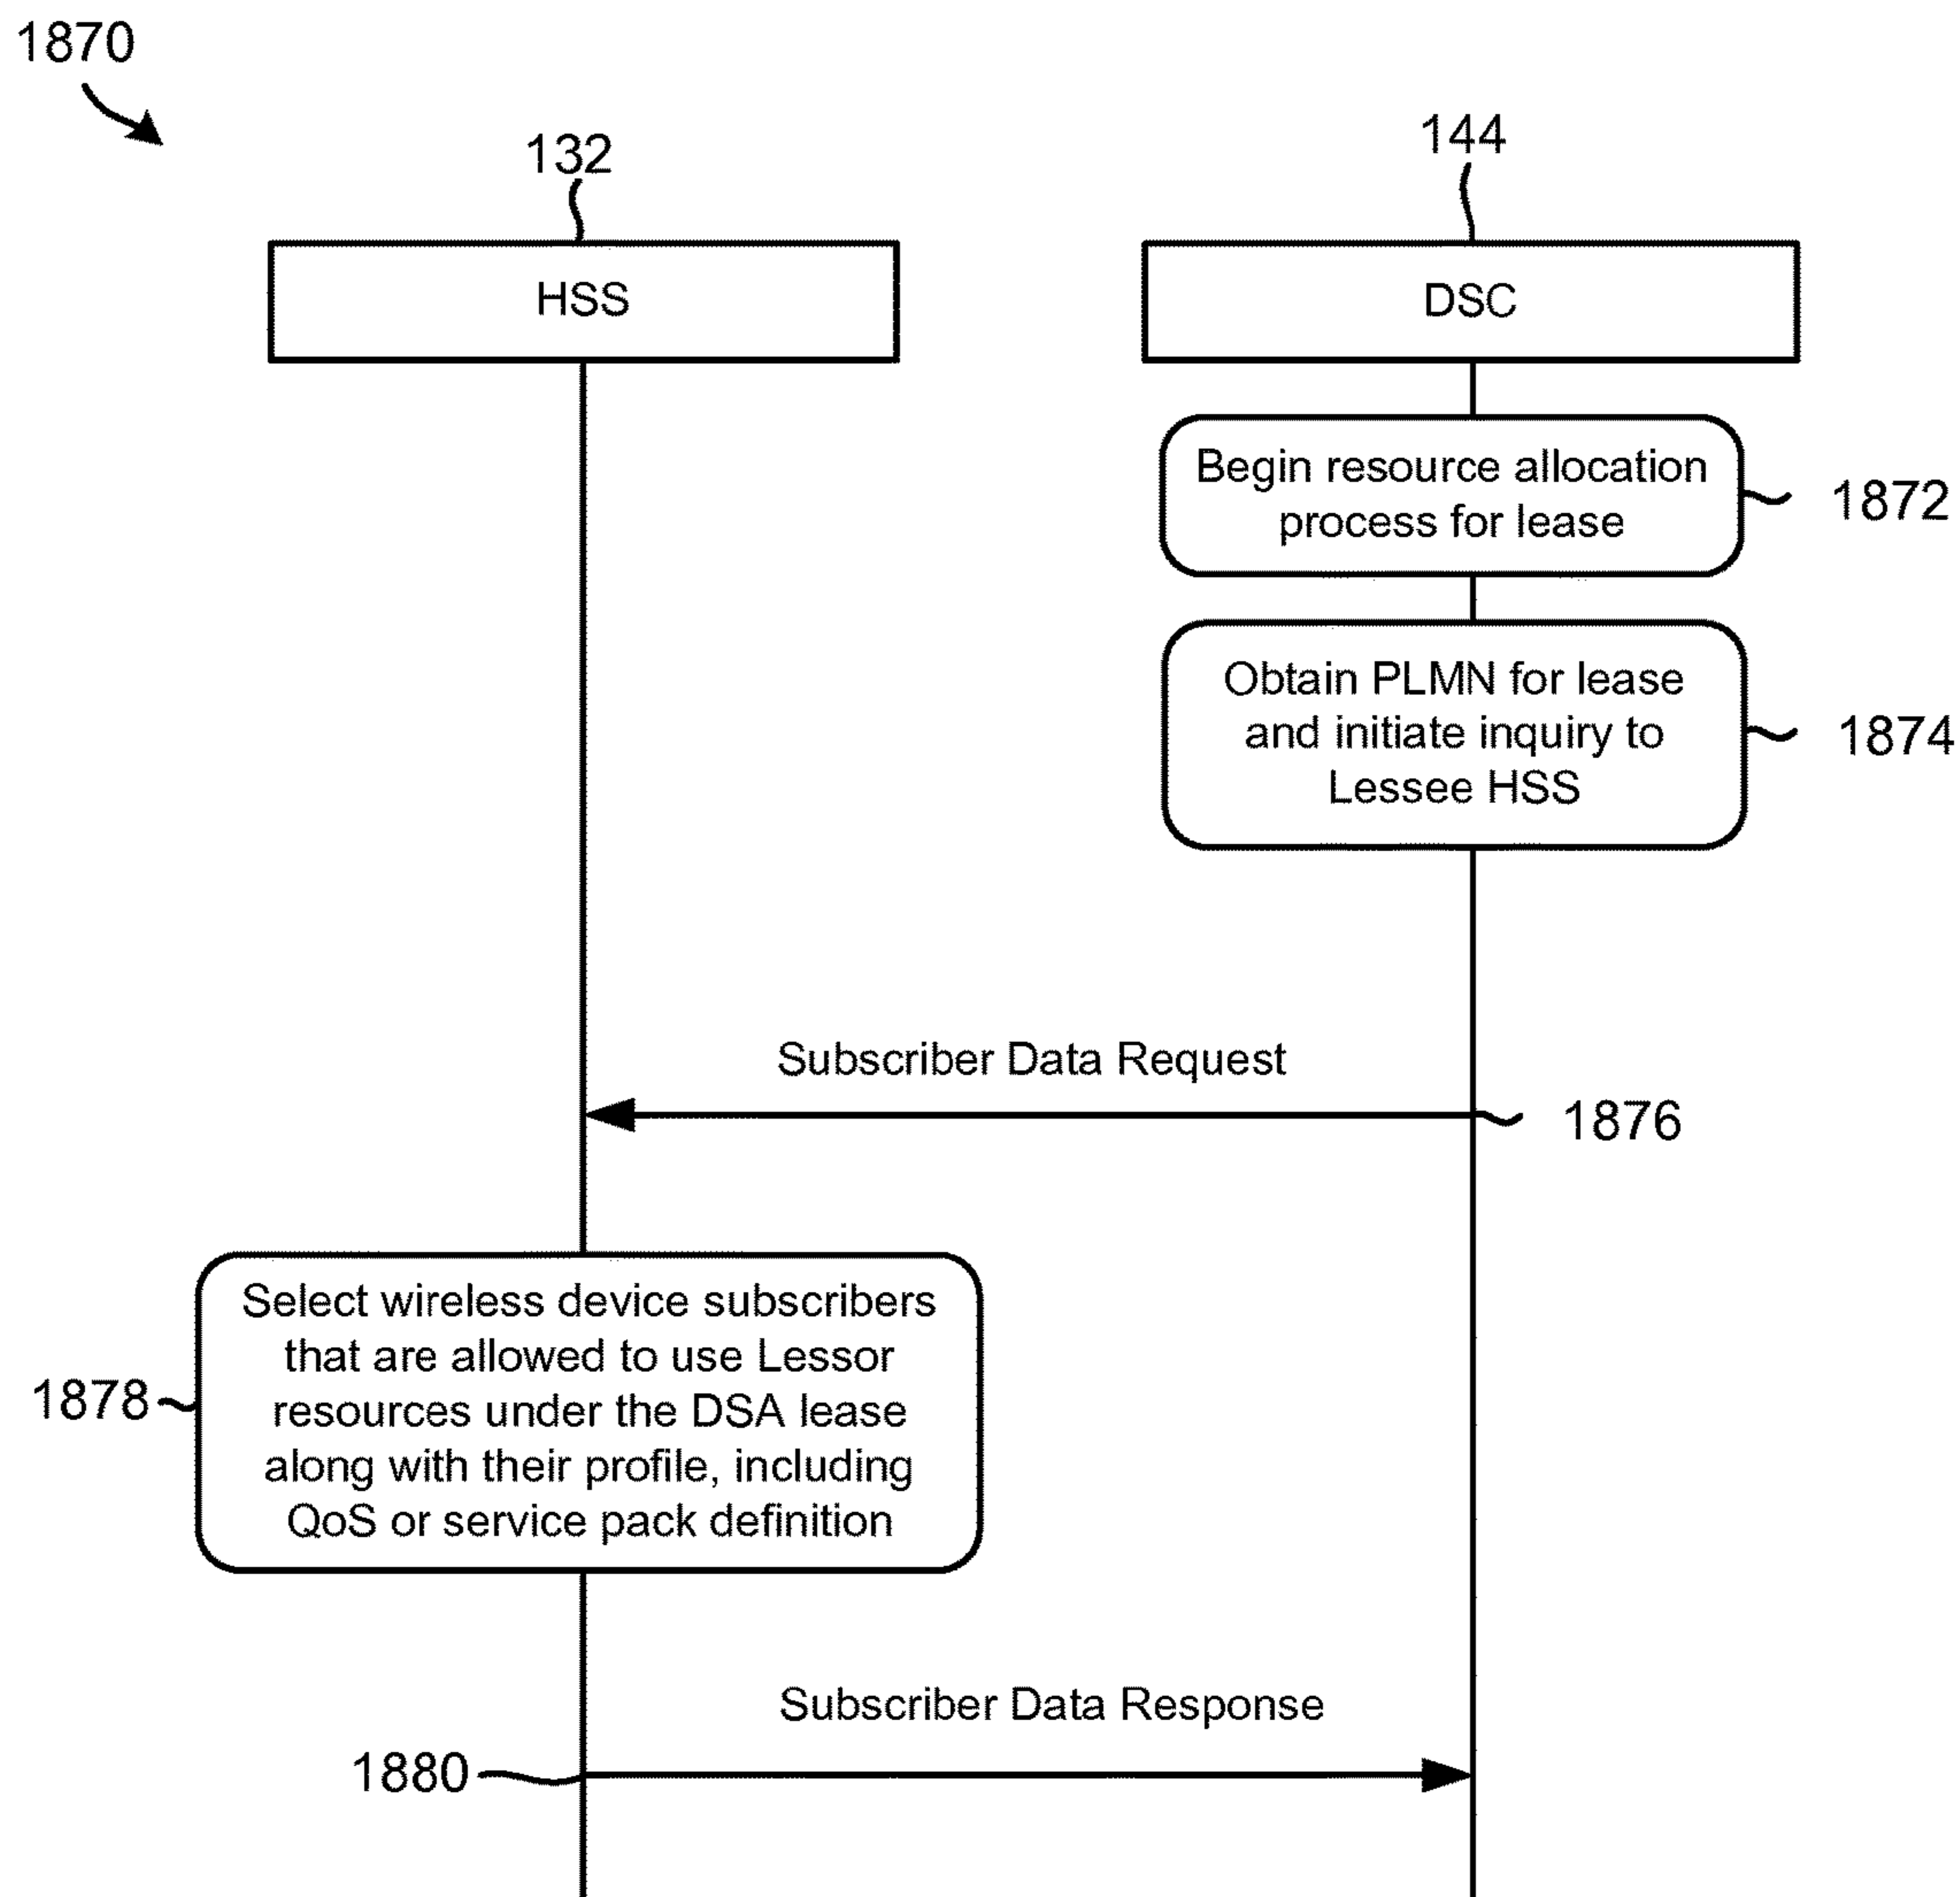 1870
132
144
HSS
DSC
Begin resource allocation
process for lease
1872
Obtain PLMN for lease
and initiate inquiry to
Lessee HSS
1874
Subscriber Data Request
1876
Select wireless device subscribers
that are allowed to use Lessor
resources under the DSA lease
along with their profile, including
QoS or service pack definition
1878
Subscriber Data Response
1880